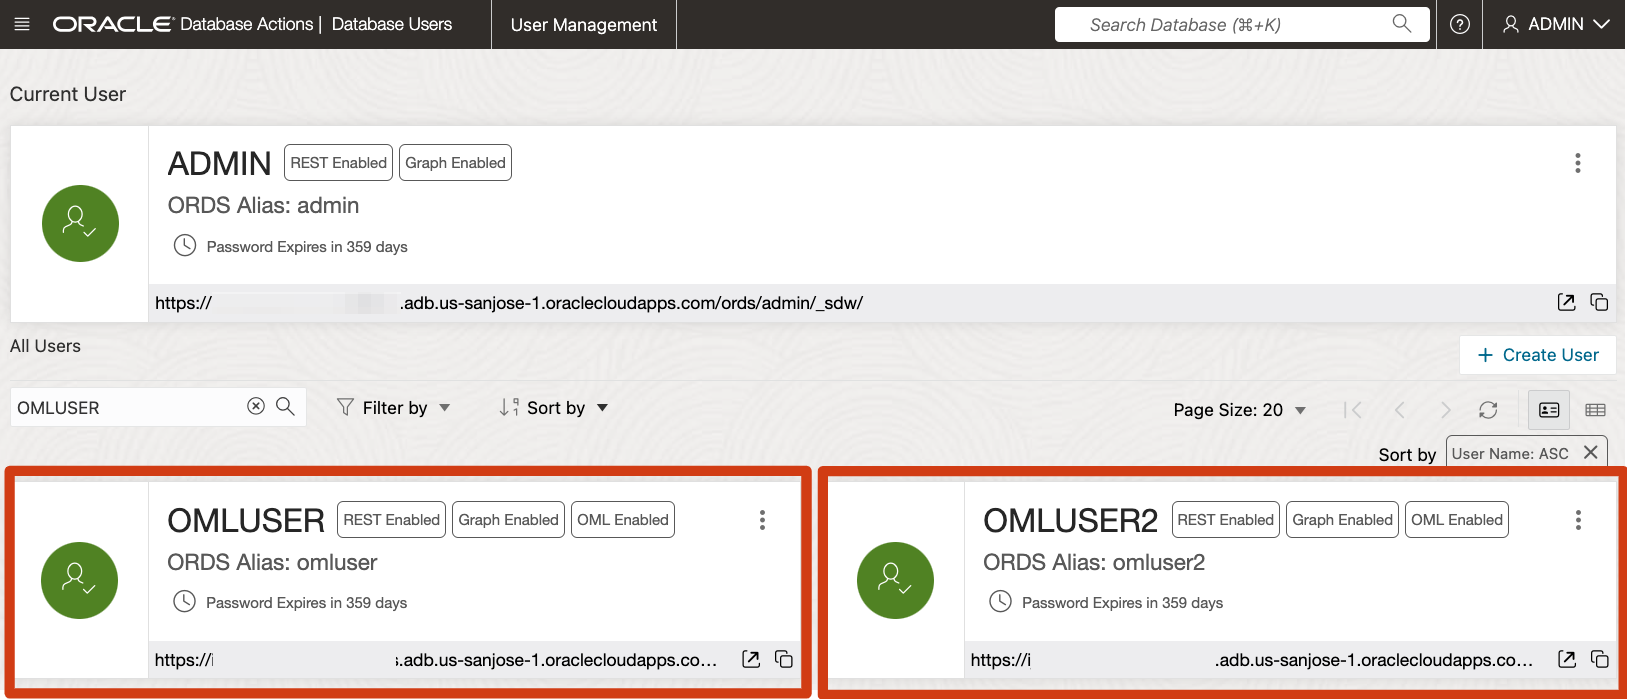 ORACLE Database Actions | Database Users User Management Search Database (⌘+K) ADMIN
Current User
ADMIN REST Enabled Graph Enabled
ORDS Alias: admin
Password Expires in 359 days
https:// .adb.us-sanjose-1.oraclecloudapps.com/ords/admin/_sdw/
All Users
+ Create User
OMLUSER Filter by Sort by Page Size: 20
Sort by User Name: ASC
OMLUSER REST Enabled Graph Enabled OML Enabled
ORDS Alias: omluser
Password Expires in 359 days
https:// .adb.us-sanjose-1.oraclecloudapps.co...
OMLUSER2 REST Enabled Graph Enabled OML Enabled
ORDS Alias: omluser2
Password Expires in 359 days
https://i .adb.us-sanjose-1.oraclecloudapps.co...